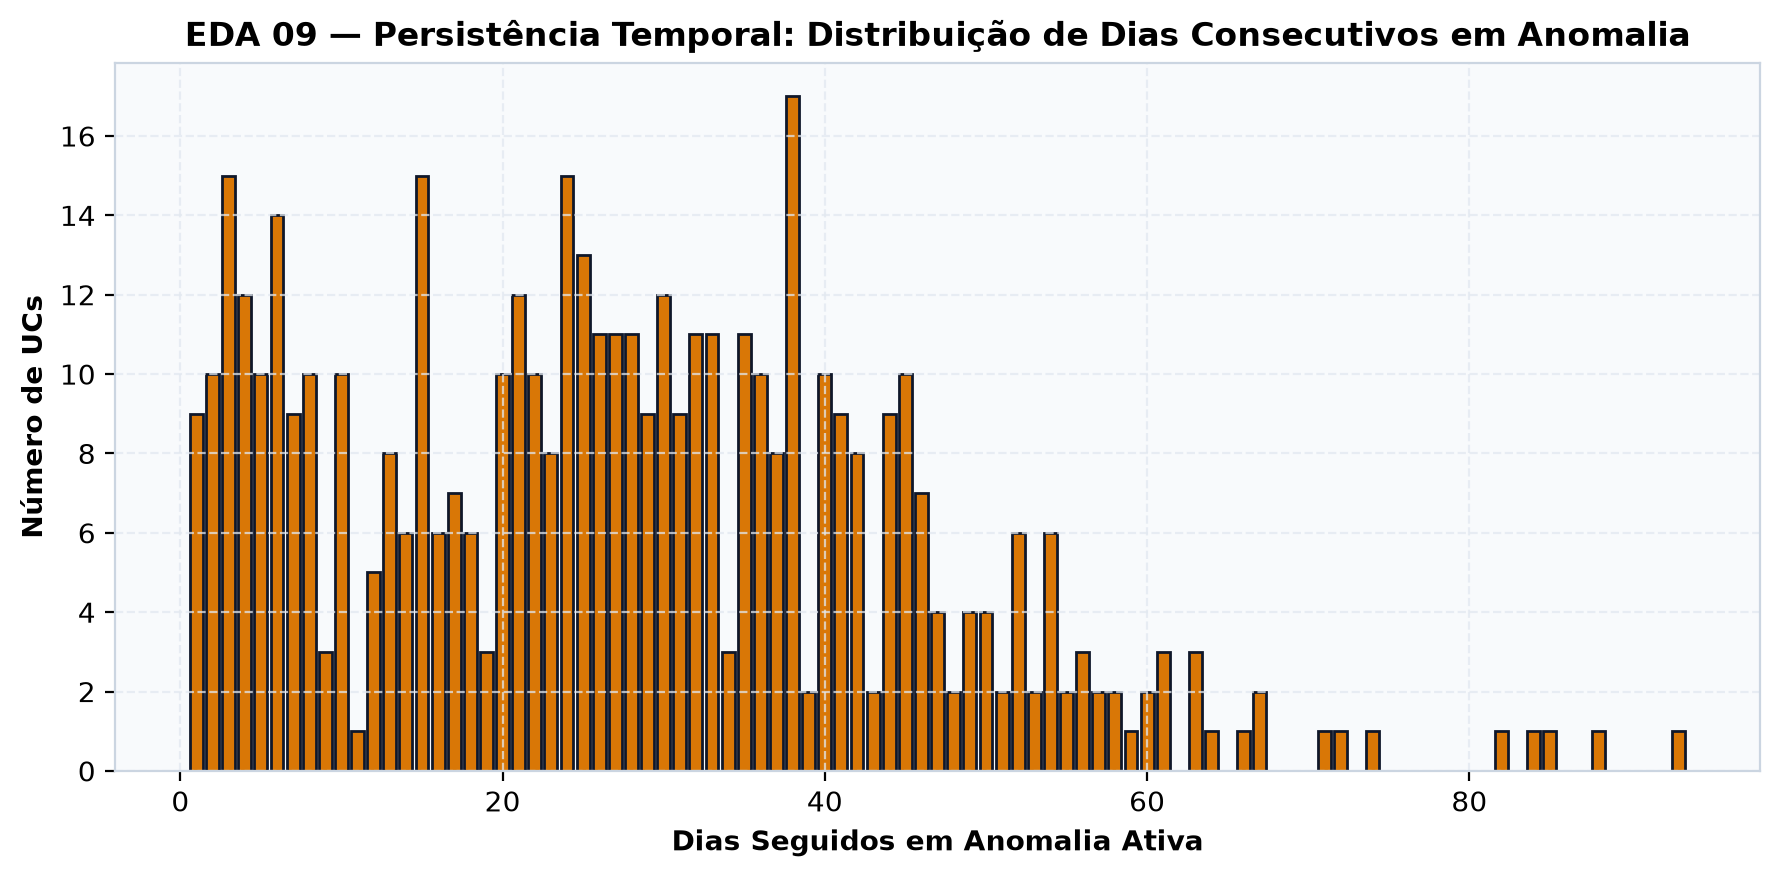 EDA 09 — Persistência Temporal: Distribuição de Dias Consecutivos em Anomalia
Número de UCs
16
14
12
10
8
6
4
2
0
0 20 40 60 80
Dias Seguidos em Anomalia Ativa